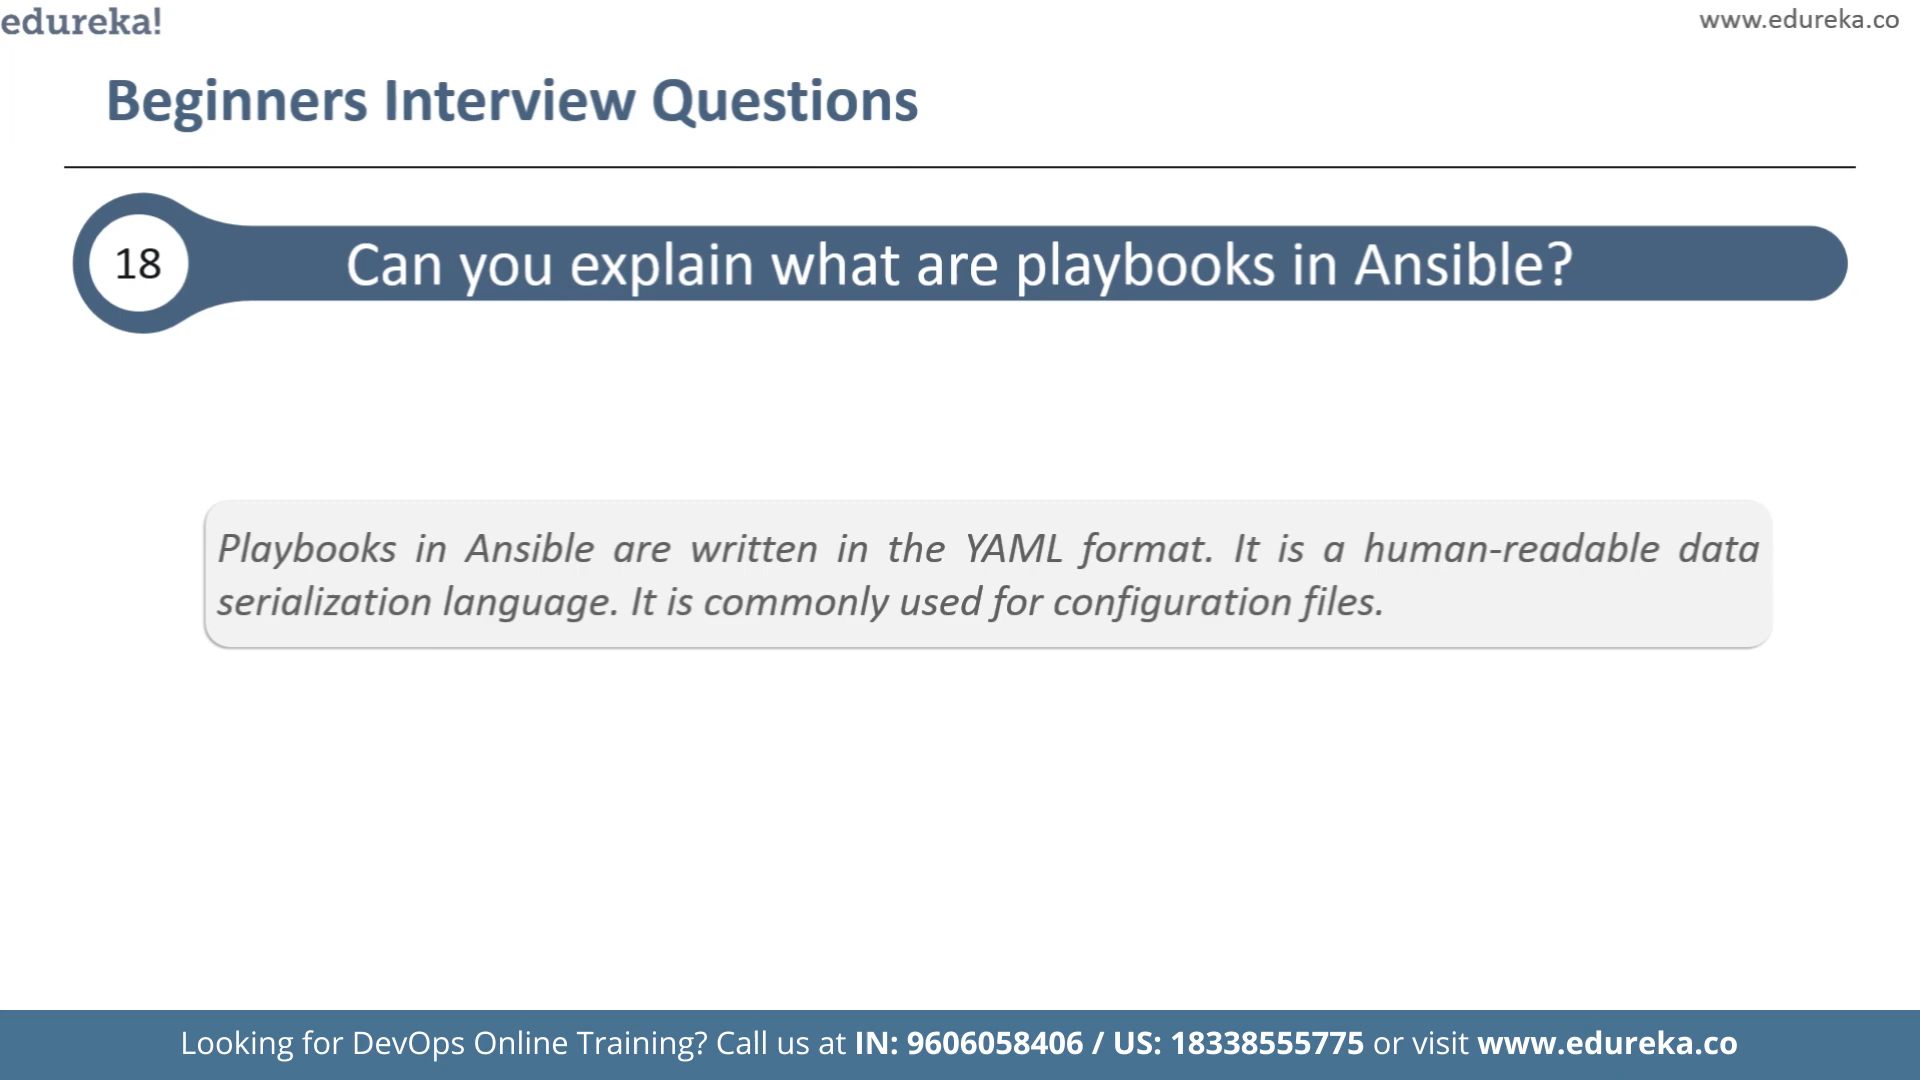 edureka!
www.edureka.co
Beginners Interview Questions
18
Can you explain what are playbooks in Ansible?
Playbooks in Ansible are written in the YAML format. It is a human-readable data
serialization language. It is commonly used for configuration files.
Looking for DevOps Online Training? Call us at IN: 9606058406 / US: 18338555775 or visit www.edureka.co